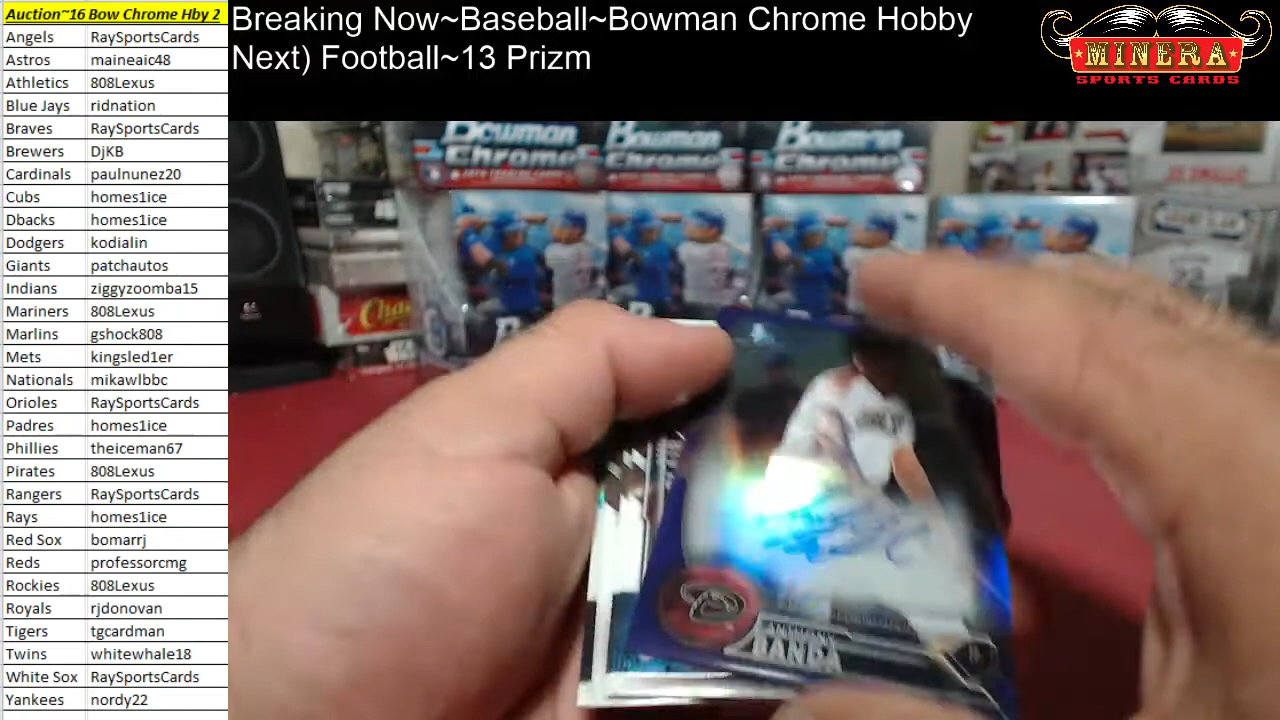 Auction~16 Bow Chrome Hby 2
Angels RaySportsCards
Astros maineaic48
Athletics 808Lexus
Blue Jays ridnation
Braves RaySportsCards
Brewers DjKB
Cardinals paulnunez20
Cubs homes1ice
Dbacks homes1ice
Dodgers kodialin
Giants patchautos
Indians ziggyzoomba15
Mariners 808Lexus
Marlins gshock808
Mets kingsled1er
Nationals mikawlbbc
Orioles RaySportsCards
Padres homes1ice
Phillies theiceman67
Pirates 808Lexus
Rangers RaySportsCards
Rays homes1ice
Red Sox bomarrj
Reds professorcmg
Rockies 808Lexus
Royals rjdonovan
Tigers tgcardman
Twins whitewhale18
White Sox RaySportsCards
Yankees nordy22
Breaking Now~Baseball~Bowman Chrome Hobby
Next) Football~13 Prizm
MINERA
SPORTS CARDS
Bowman Chrome
Bowman Chrome
Bowman Chrome
ANTHONY
BANDA